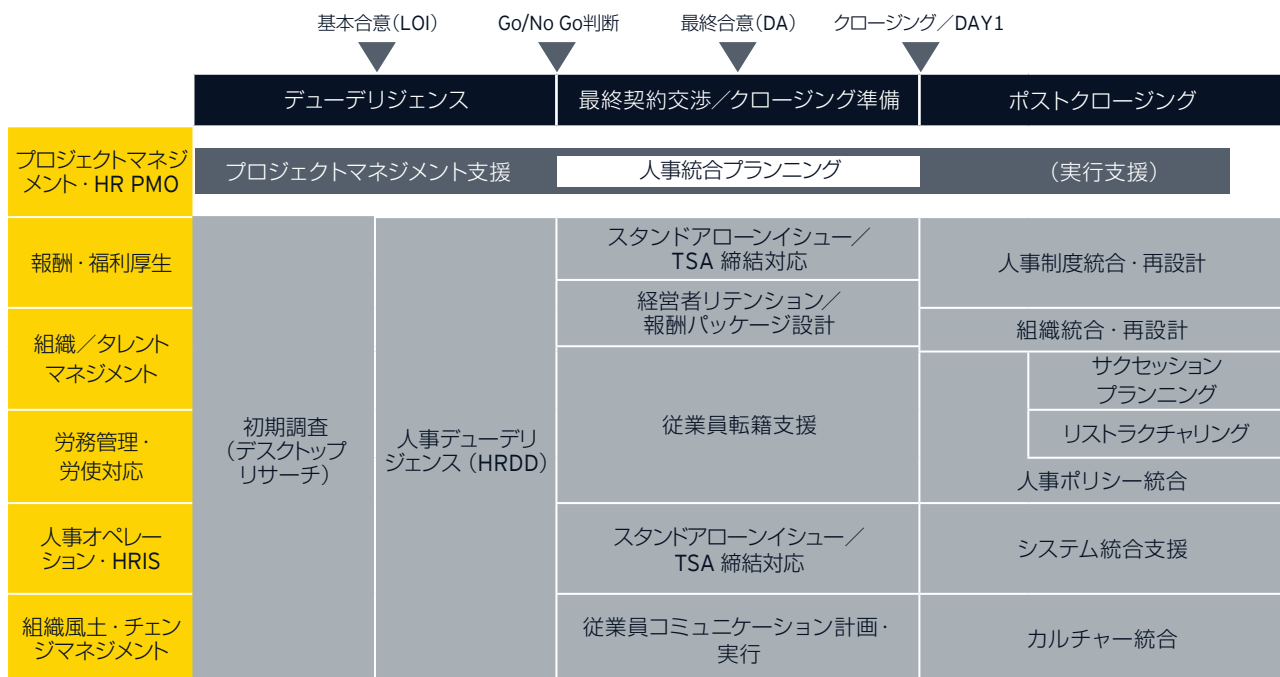 基本合意(LOI)
Go/No Go判断
最終合意(DA)
クロージング／DAY1
デューデリジェンス
最終契約交渉／クロージング準備
ポストクロージング
プロジェクトマネジ
メント・HR PMO
プロジェクトマネジメント支援
人事統合プランニング
(実行支援)
報酬・福利厚生
組織／タレント
マネジメント
労務管理・
労使対応
人事オペレー
ション・HRIS
組織風土・チェン
ジマネジメント
初期調査
(デスクトップ
リサーチ)
人事デューデリ
ジェンス (HRDD)
スタンドアローンイシュー／
TSA 締結対応
経営者リテンション／
報酬パッケージ設計
従業員転籍支援
スタンドアローンイシュー／
TSA 締結対応
従業員コミュニケーション計画・
実行
人事制度統合・再設計
組織統合・再設計
サクセッション
プランニング
リストラクチャリング
人事ポリシー統合
システム統合支援
カルチャー統合